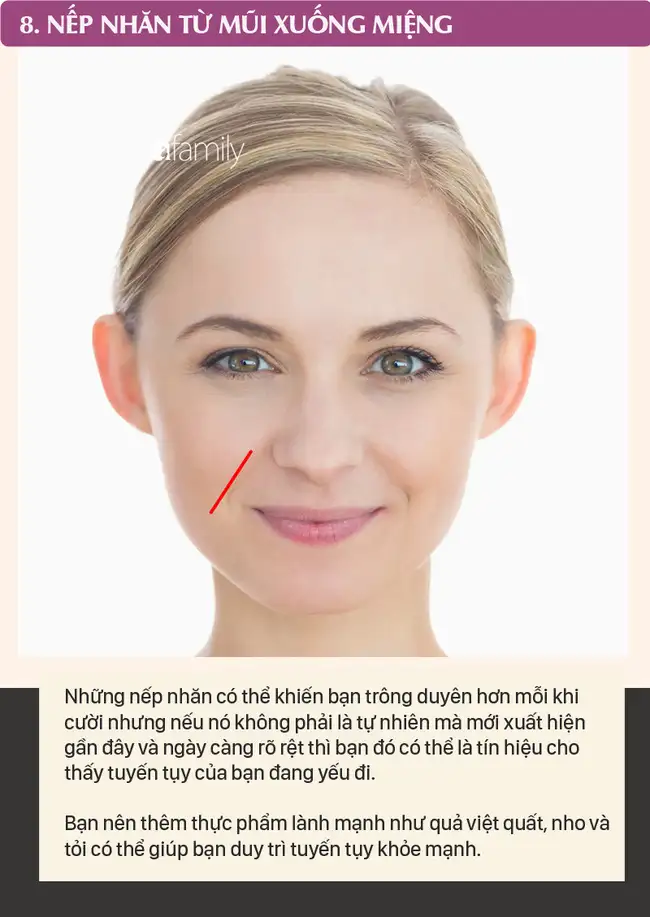 8. NẾP NHĂN TỪ MŨI XUỐNG MIỆNG
afamily
Những nếp nhăn có thể khiến bạn trông duyên hơn mỗi khi
cười nhưng nếu nó không phải là tự nhiên mà mới xuất hiện
gần đây và ngày càng rõ rệt thì bạn đó có thể là tín hiệu cho
thấy tuyến tụy của bạn đang yếu đi.
Bạn nên thêm thực phẩm lành mạnh như quả việt quất, nho và
tỏi có thể giúp bạn duy trì tuyến tụy khỏe mạnh.